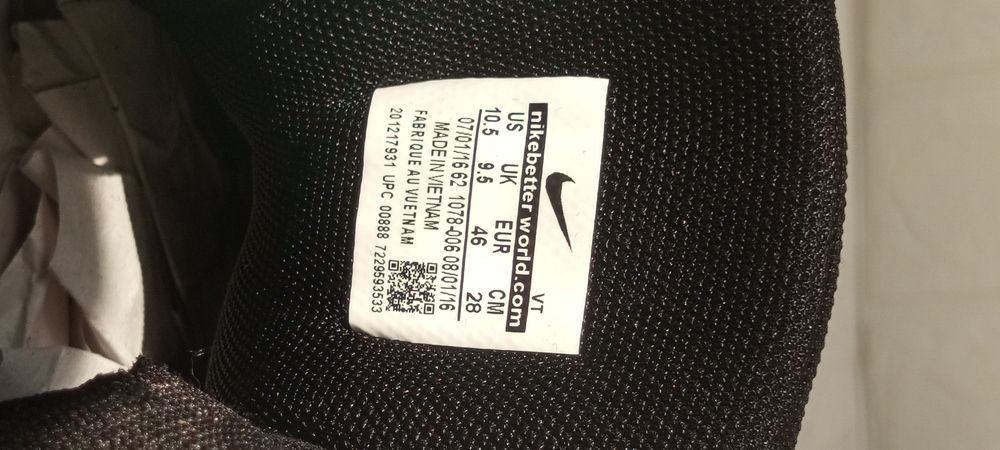 VT
nikebetterworld.com
US UK EUR CM
10.5 9.5 46 28
07/01/16 62 1078-006 08/01/16
MADE IN VIETNAM
FABRIQUE AU VUETNAM
201217931 UPC 00888 7229593533